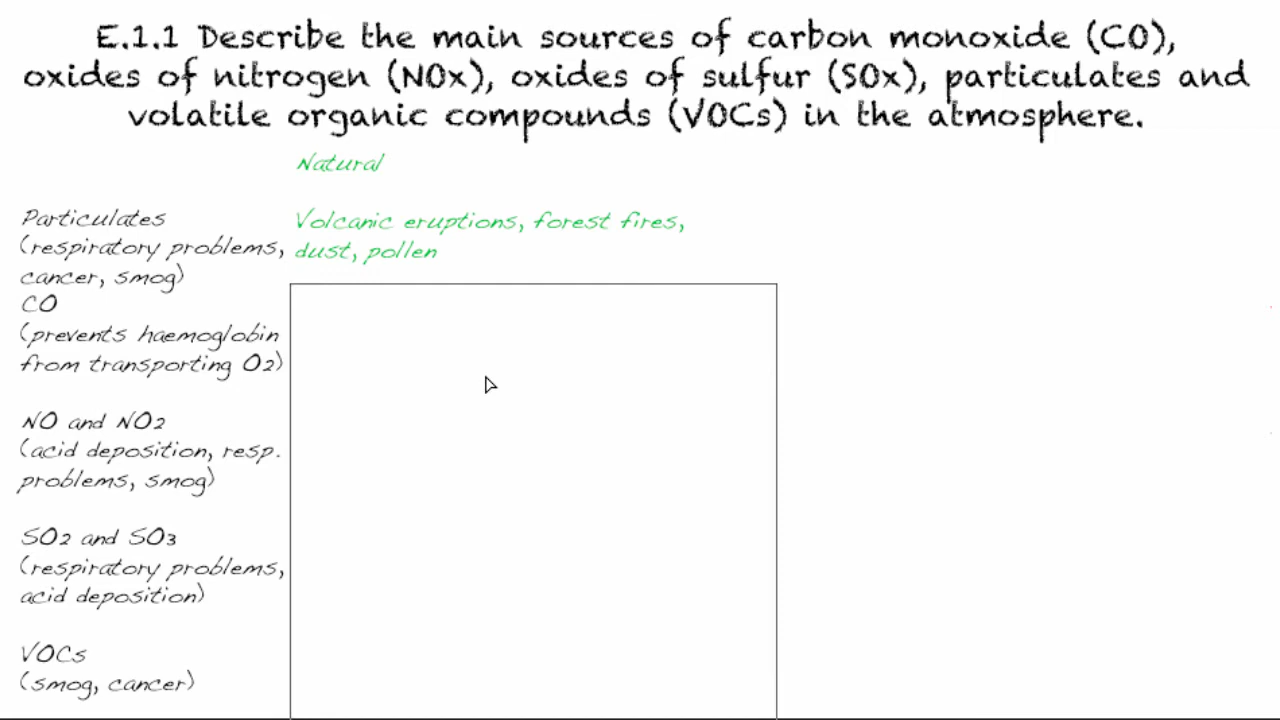 E.1.1 Describe the main sources of carbon monoxide (CO),
oxides of nitrogen (NOx), oxides of sulfur (SOx), particulates and
volatile organic compounds (VOCs) in the atmosphere.
Natural
Particulates
(respiratory problems,
cancer, smog)
Volcanic eruptions, forest fires,
dust, pollen
CO
(prevents haemoglobin
from transporting O2)
NO and NO2
(acid deposition, resp.
problems, smog)
SO2 and SO3
(respiratory problems,
acid deposition)
VOCs
(smog, cancer)